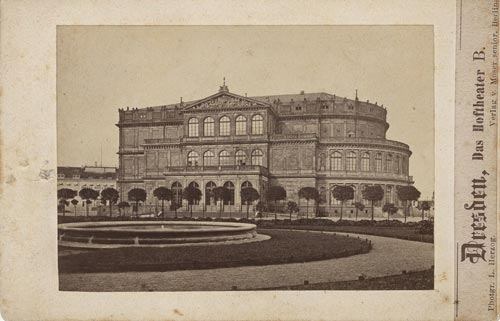 Dresden, Das Hoftheater B.
Photgr. L. Herzog. Verlag v. Moser senior, Berlin